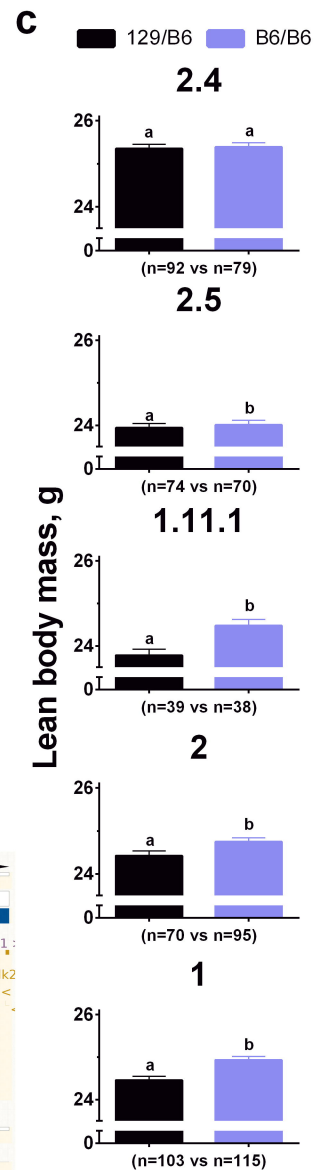 c
129/B6 B6/B6
2.4
26
a a
24
0
(n=92 vs n=79)
2.5
26
a b
24
0
(n=74 vs n=70)
1.11.1
26
b
a
24
0
(n=39 vs n=38)
Lean body mass, g
2
26
a b
24
0
(n=70 vs n=95)
1
26
a b
24
0
(n=103 vs n=115)
1 :
lk2
<